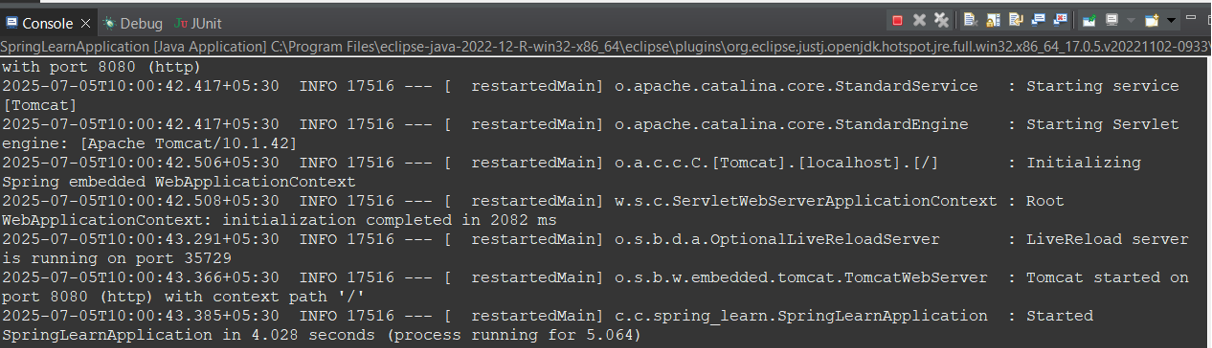 Console Debug JUnit
SpringLearnApplication [Java Application] C:\Program Files\eclipse-java-2022-12-R-win32-x86_64\eclipse\plugins\org.eclipse.justj.openjdk.hotspot.jre.full.win32.x86_64_17.0.5.v20221102-0933\
with port 8080 (http)
2025-07-05T10:00:42.417+05:30  INFO 17516 --- [  restartedMain] o.apache.catalina.core.StandardService   : Starting service
[Tomcat]
2025-07-05T10:00:42.417+05:30  INFO 17516 --- [  restartedMain] o.apache.catalina.core.StandardEngine    : Starting Servlet
engine: [Apache Tomcat/10.1.42]
2025-07-05T10:00:42.506+05:30  INFO 17516 --- [  restartedMain] o.a.c.c.C.[Tomcat].[localhost].[/]       : Initializing
Spring embedded WebApplicationContext
2025-07-05T10:00:42.508+05:30  INFO 17516 --- [  restartedMain] w.s.c.ServletWebServerApplicationContext : Root
WebApplicationContext: initialization completed in 2082 ms
2025-07-05T10:00:43.291+05:30  INFO 17516 --- [  restartedMain] o.s.b.d.a.OptionalLiveReloadServer       : LiveReload server
is running on port 35729
2025-07-05T10:00:43.366+05:30  INFO 17516 --- [  restartedMain] o.s.b.w.embedded.tomcat.TomcatWebServer  : Tomcat started on
port 8080 (http) with context path '/'
2025-07-05T10:00:43.385+05:30  INFO 17516 --- [  restartedMain] c.c.spring_learn.SpringLearnApplication  : Started
SpringLearnApplication in 4.028 seconds (process running for 5.064)